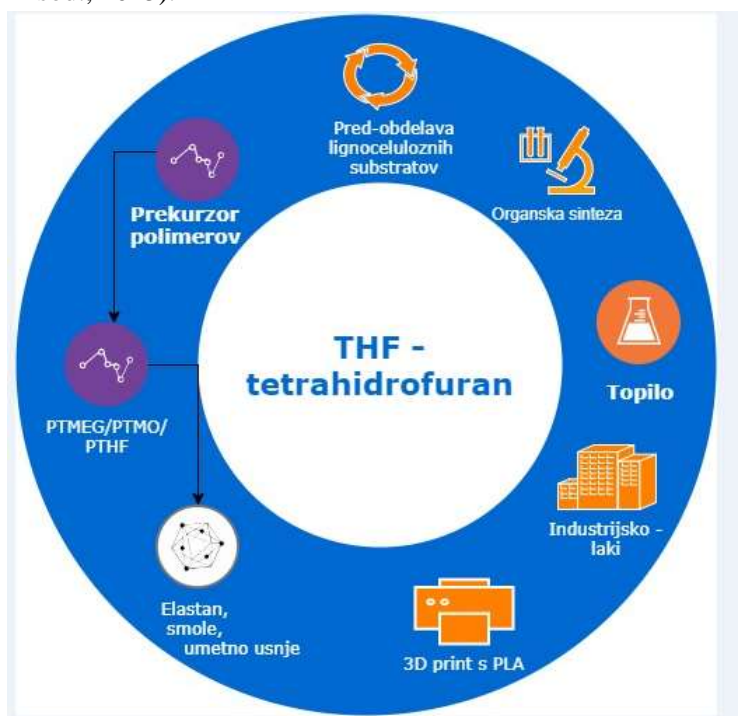 Pred-obdelava
lignoceluloznih
substratov
Prekurzor
polimerov
Organska sinteza
THF -
tetrahidrofuran
Topilo
PTMEG/PTMO/
PTHF
Industrijsko -
laki
Elastan,
smole,
umetno usnje
3D print s PLA